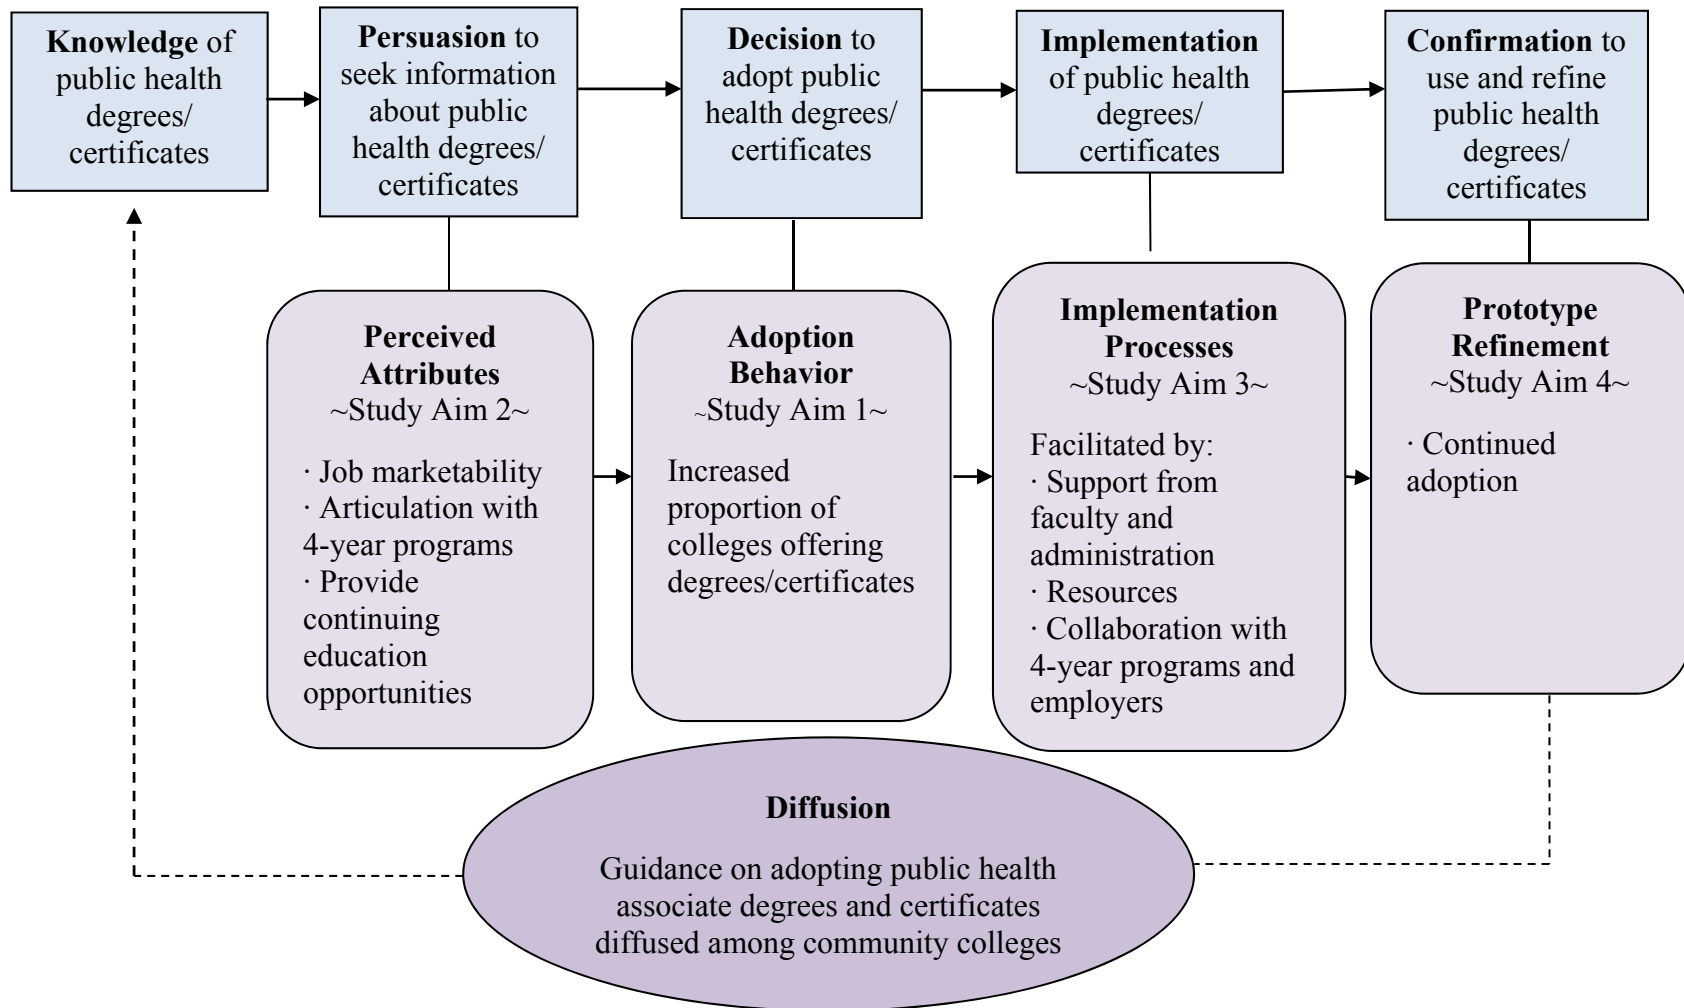 Knowledge of
public health
degrees/
certificates
Persuasion to
seek information
about public
health degrees/
certificates
Decision to
adopt public
health degrees/
certificates
Implementation
of public health
degrees/
certificates
Confirmation to
use and refine
public health
degrees/
certificates
Perceived
Attributes
~Study Aim 2~
· Job marketability
· Articulation with
4-year programs
· Provide
continuing
education
opportunities
Adoption
Behavior
~Study Aim 1~
Increased
proportion of
colleges offering
degrees/certificates
Implementation
Processes
~Study Aim 3~
Facilitated by:
· Support from
faculty and
administration
· Resources
· Collaboration with
4-year programs and
employers
Prototype
Refinement
~Study Aim 4~
· Continued
adoption
Diffusion
Guidance on adopting public health
associate degrees and certificates
diffused among community colleges